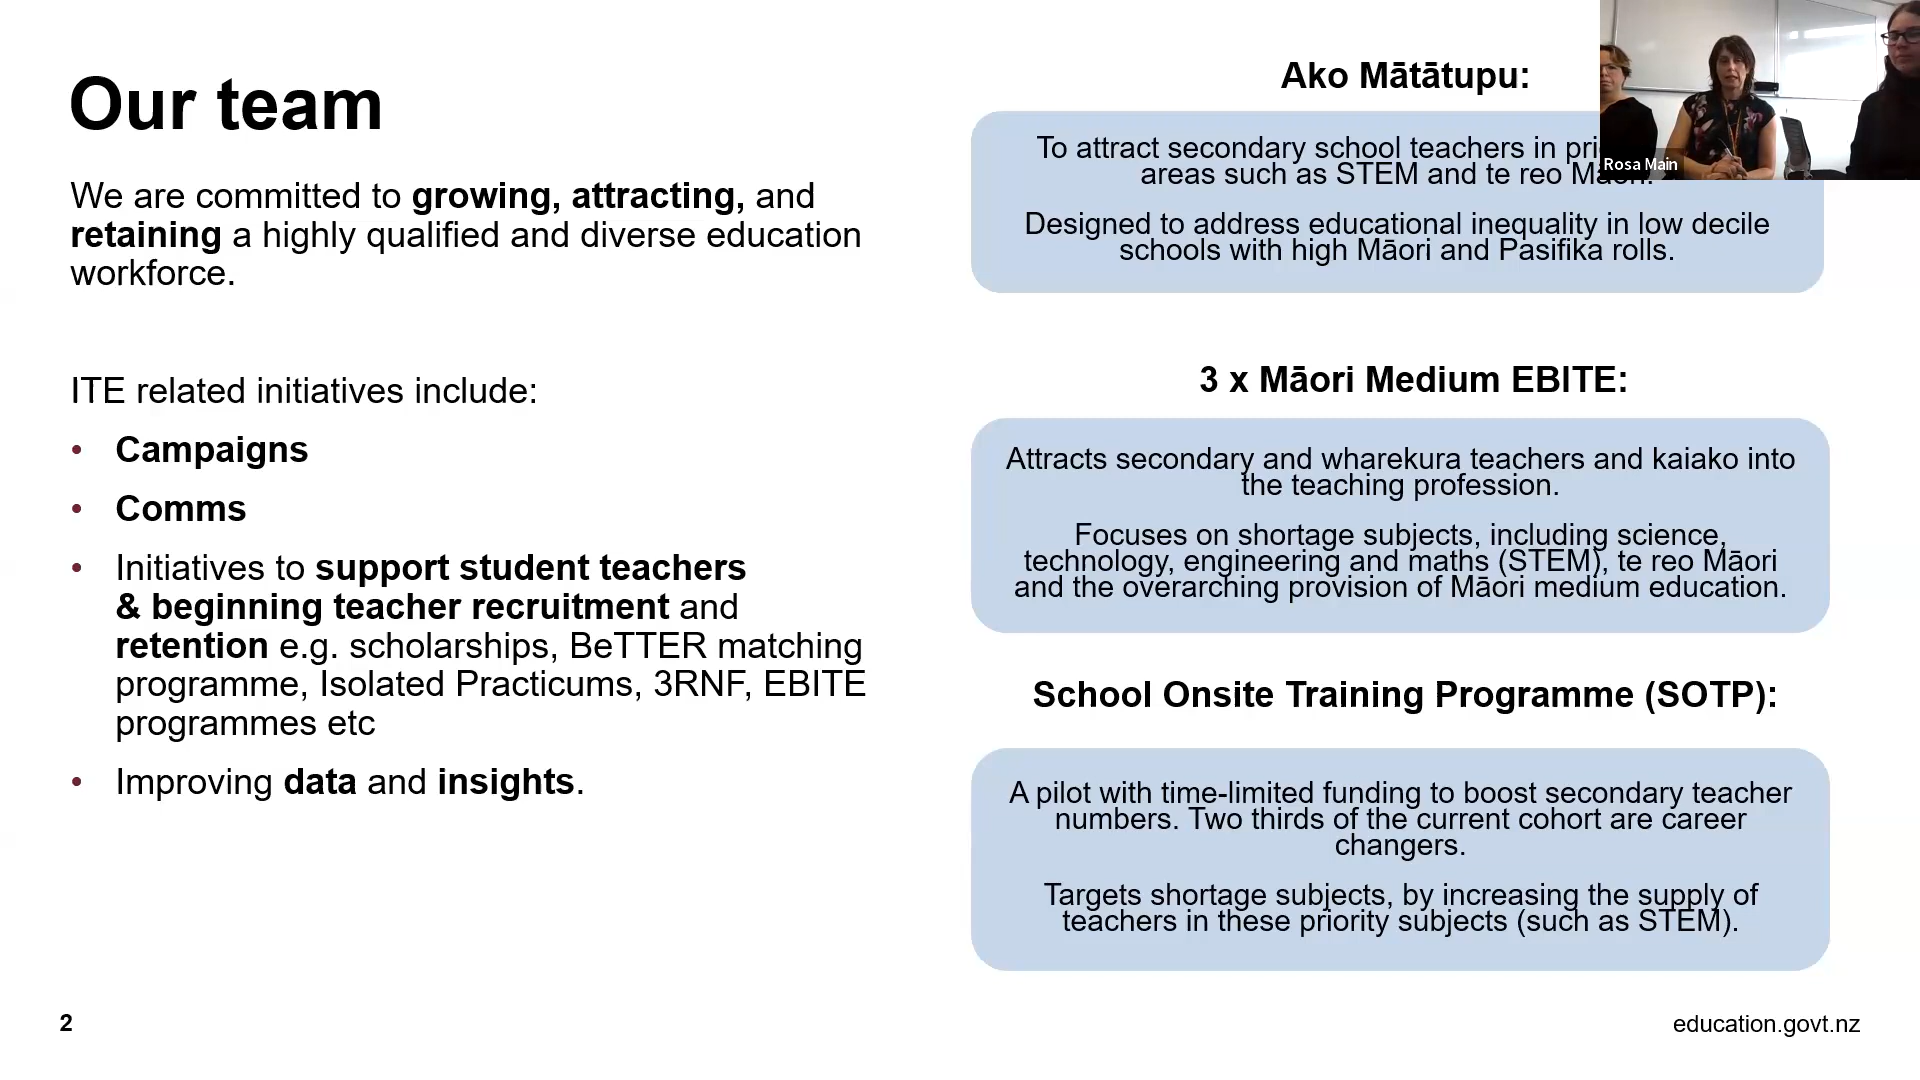 Our team
We are committed to growing, attracting, and
retaining a highly qualified and diverse education
workforce.
ITE related initiatives include:
• Campaigns
• Comms
• Initiatives to support student teachers
& beginning teacher recruitment and
retention e.g. scholarships, BeTTER matching
programme, Isolated Practicums, 3RNF, EBITE
programmes etc
• Improving data and insights.
Ako Mātātupu:
To attract secondary school teachers in
areas such as STEM and te reo
Designed to address educational inequality in low decile
schools with high Māori and Pasifika rolls.
3 x Māori Medium EBITE:
Attracts secondary and wharekura teachers and kaiako into
the teaching profession.
Focuses on shortage subjects, including science,
technology, engineering and maths (STEM), te reo Māori
and the overarching provision of Māori medium education.
School Onsite Training Programme (SOTP):
A pilot with time-limited funding to boost secondary teacher
numbers. Two thirds of the current cohort are career
changers.
Targets shortage subjects, by increasing the supply of
teachers in these priority subjects (such as STEM).
Rosa Main
2
education.govt.nz